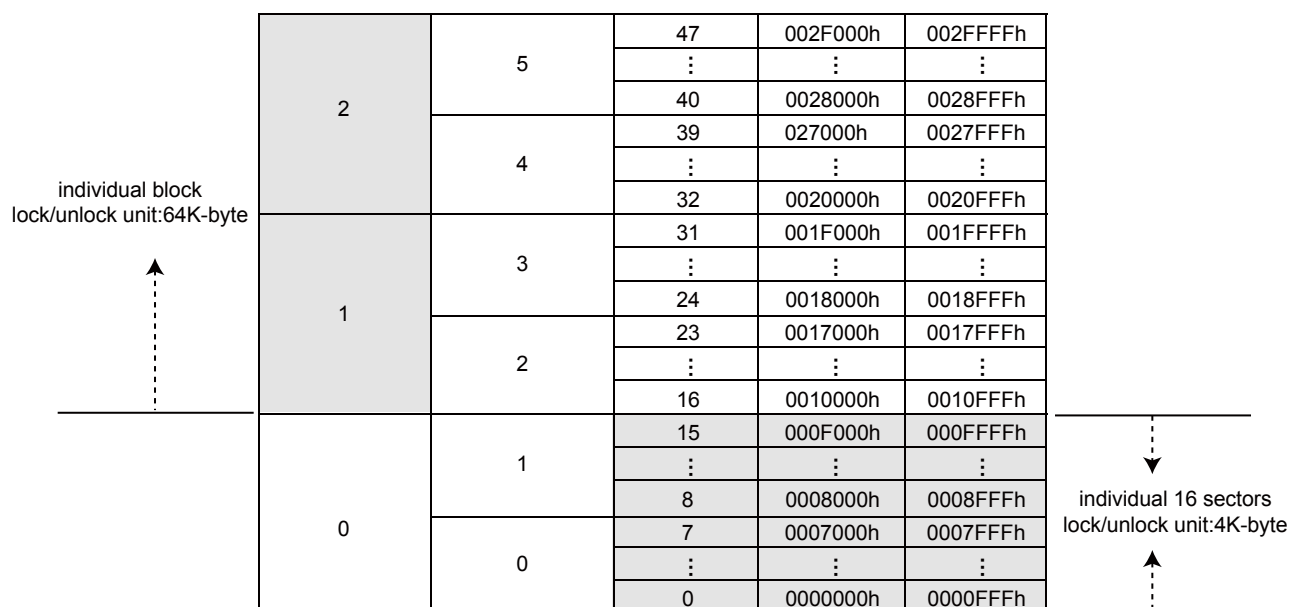 47 002F000h 002FFFFh
5 ⋮ ⋮ ⋮
2 40 0028000h 0028FFFh
39 027000h 0027FFFh
4 ⋮ ⋮ ⋮
individual block
lock/unlock unit:64K-byte
32 0020000h 0020FFFh
31 001F000h 001FFFFh
3 ⋮ ⋮ ⋮
24 0018000h 0018FFFh
1
23 0017000h 0017FFFh
2 ⋮ ⋮ ⋮
16 0010000h 0010FFFh
15 000F000h 000FFFFh
1 ⋮ ⋮ ⋮
8 0008000h 0008FFFh
individual 16 sectors
lock/unlock unit:4K-byte
0 7 0007000h 0007FFFh
0 ⋮ ⋮ ⋮
0 0000000h 0000FFFh